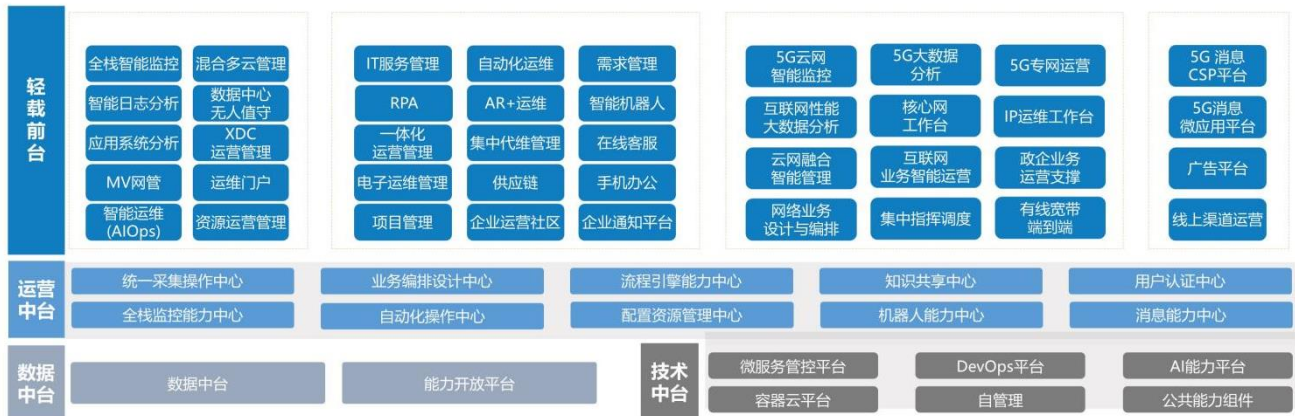 轻载前台
全栈智能监控
混合多云管理
智能日志分析
数据中心
无人值守
应用系统分析
XDC
运营管理
MV网管
运维门户
智能运维
(AIOps)
资源运营管理
IT服务管理
自动化运维
需求管理
RPA
AR+运维
智能机器人
一体化
运营管理
集中代维管理
在线客服
电子运维管理
供应链
手机办公
项目管理
企业运营社区
企业通知平台
5G云网
智能监控
5G大数据
分析
5G专网运营
互联网性能
大数据分析
核心网
工作台
IP运维工作台
云网融合
智能管理
互联网
业务智能运营
政企业务
运营支撑
网络业务
设计与编排
集中指挥调度
有线宽带
端到端
5G 消息
CSP平台
5G消息
微应用平台
广告平台
线上渠道运营
运营
中台
统一采集操作中心
业务编排设计中心
流程引擎能力中心
知识共享中心
用户认证中心
全栈监控能力中心
自动化操作中心
配置资源管理中心
机器人能力中心
消息能力中心
数据
中台
数据中台
能力开放平台
技术
中台
微服务管控平台
DevOps平台
AI能力平台
容器云平台
自管理
公共能力组件